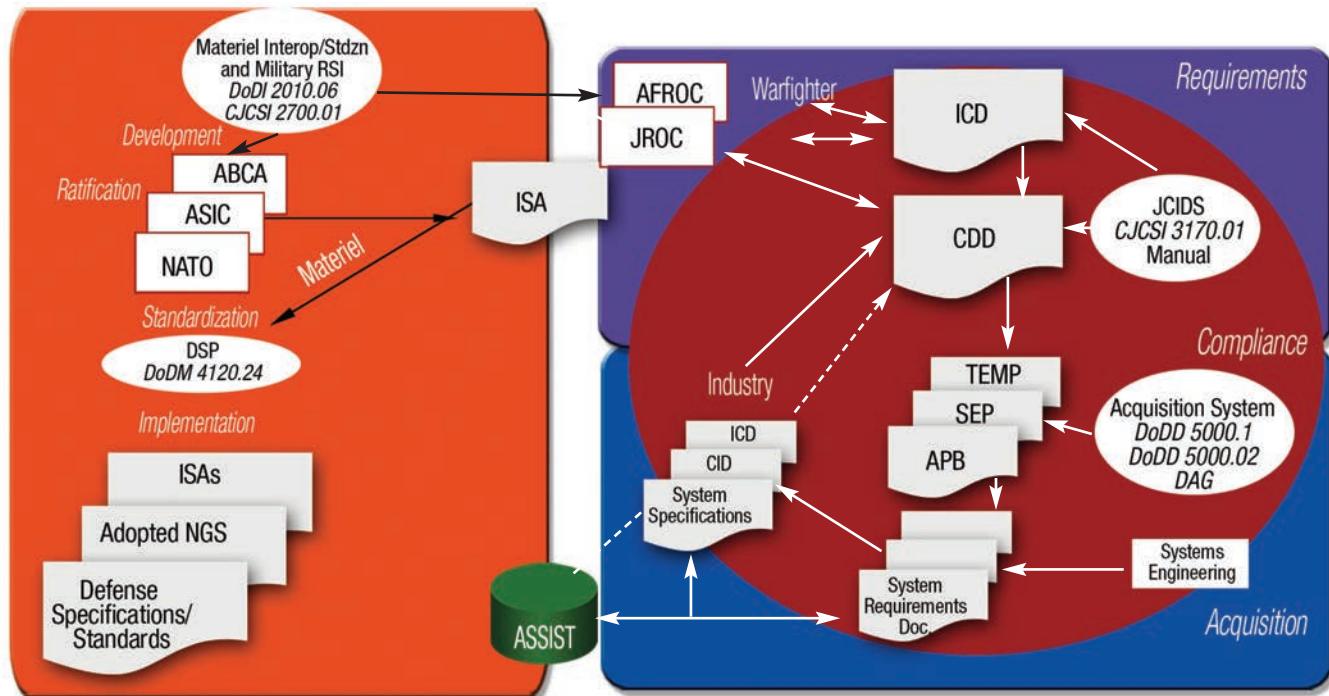 Materiel Interop/Stdzn
and Military RSI
DoDI 2010.06
CJCSI 2700.01
Development
Ratification
ABCA
ASIC
NATO
Materiel
ISA
Standardization
DSP
DoDM 4120.24
Implementation
ISAs
Adopted NGS
Defense
Specifications/
Standards
ASSIST
AFROC
JROC
Warfighter
Requirements
ICD
CDD
JCIDS
CJCSI 3170.01
Manual
Compliance
Industry
TEMP
SEP
APB
Acquisition System
DoDD 5000.1
DoDD 5000.02
DAG
ICD
CID
System
Specifications
System
Requirements
Doc.
Systems
Engineering
Acquisition